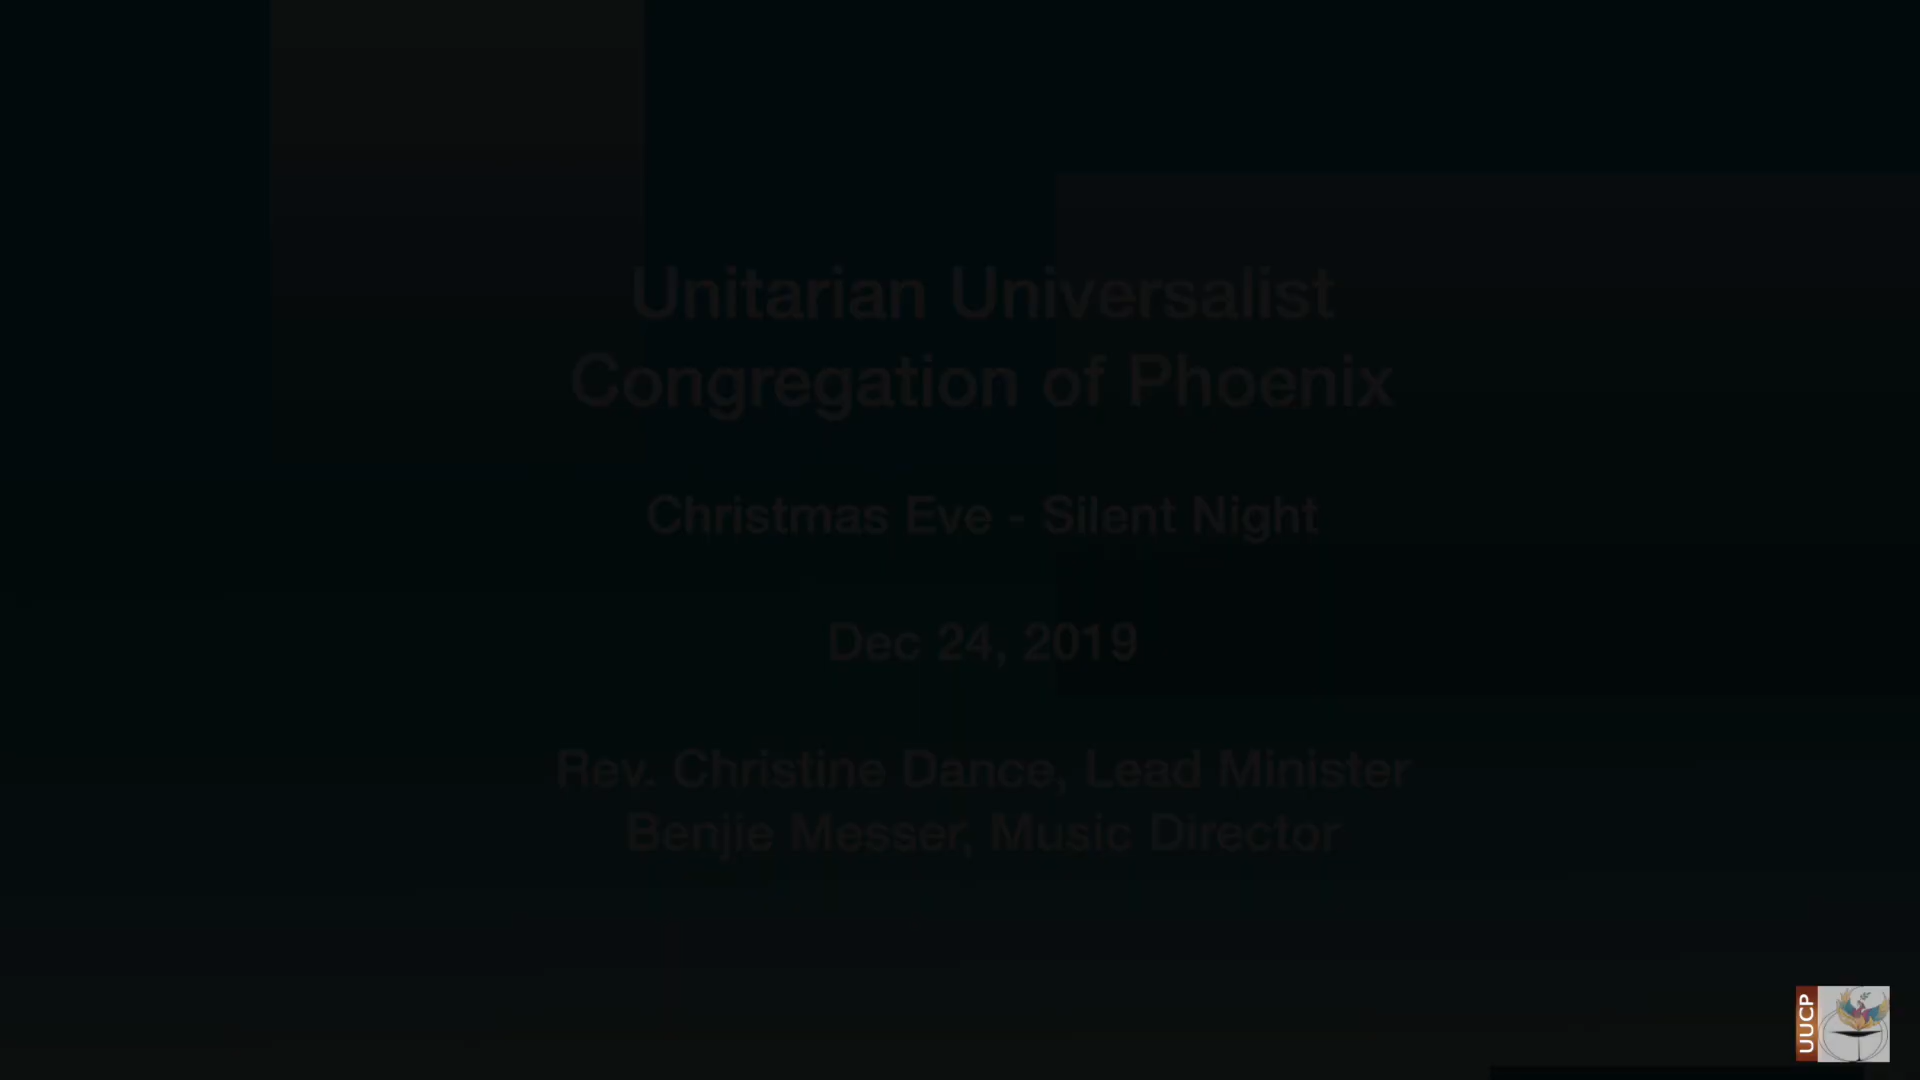 Unitarian Universalist
Congregation of Phoenix
Christmas Eve - Silent Night
Dec 24, 2019
Rev. Christine Dance, Lead Minister
Benjie Messer, Music Director
UUCP